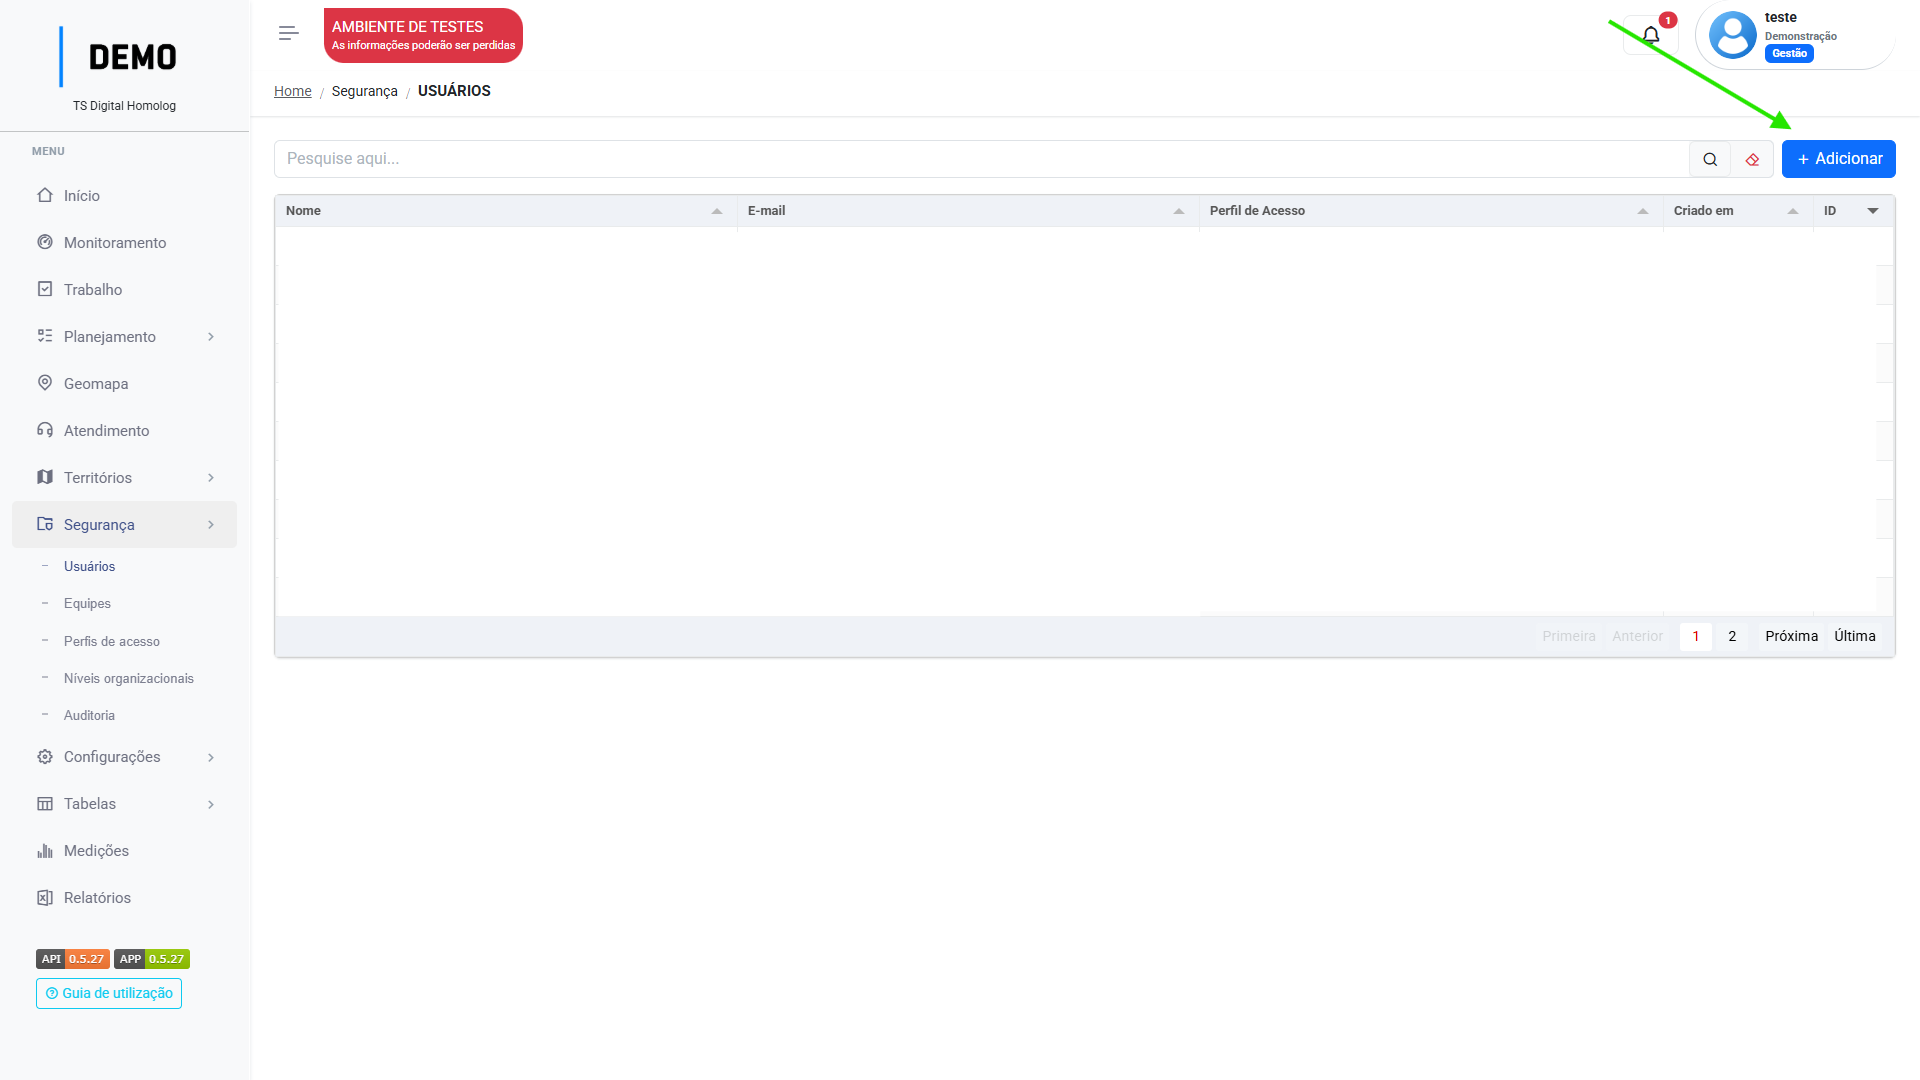 DEMO
TS Digital Homolog
MENU
Início
Monitoramento
Trabalho
Planejamento
Geomapa
Atendimento
Territórios
Segurança
Usuários
Equipes
Perfis de acesso
Níveis organizacionais
Auditoria
Configurações
Tabelas
Medições
Relatórios
API 0.5.27 APP 0.5.27
Guia de utilização
AMBIENTE DE TESTES
As informações poderão ser perdidas
1
teste
Demonstração
Gestão
Home / Segurança / USUÁRIOS
Pesquise aqui...
+ Adicionar
Nome E-mail Perfil de Acesso Criado em ID
Primeira Anterior 1 2 Próxima Última